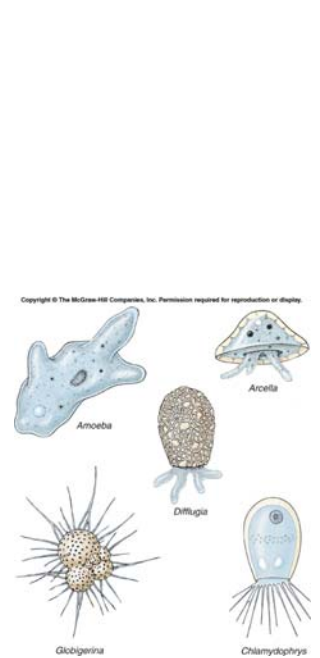 Copyright © The McGraw-Hill Companies, Inc. Permission required for reproduction or display.
Arcella
Amoeba
Difflugia
Globigerina
Chlamydophrys